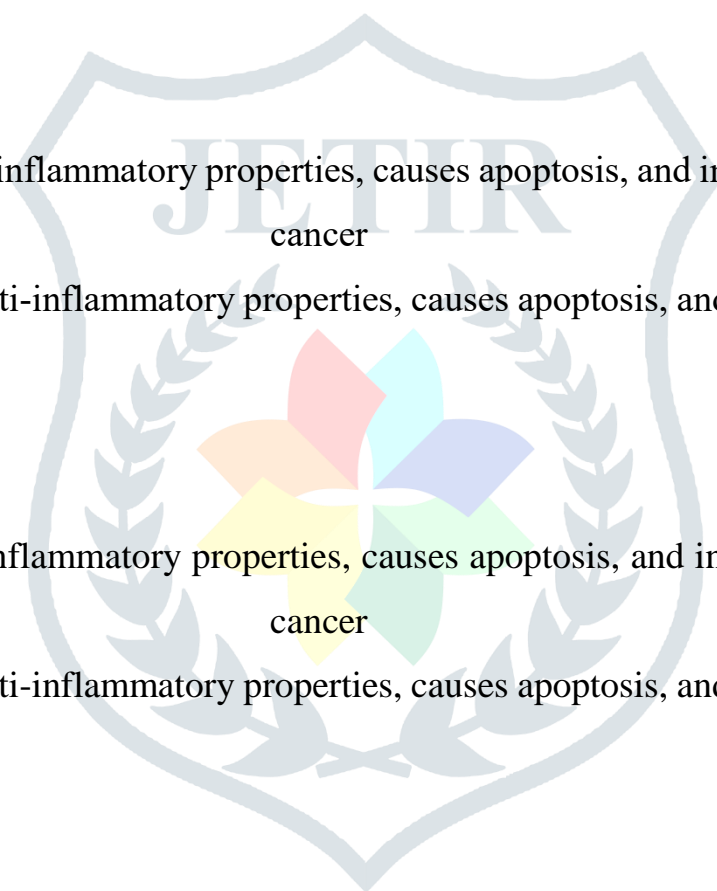 inflammatory properties, causes apoptosis, and
JETIR
cancer
ti-inflammatory properties, causes apoptosis, and
nflammatory properties, causes apoptosis, and in
cancer
ti-inflammatory properties, causes apoptosis, and